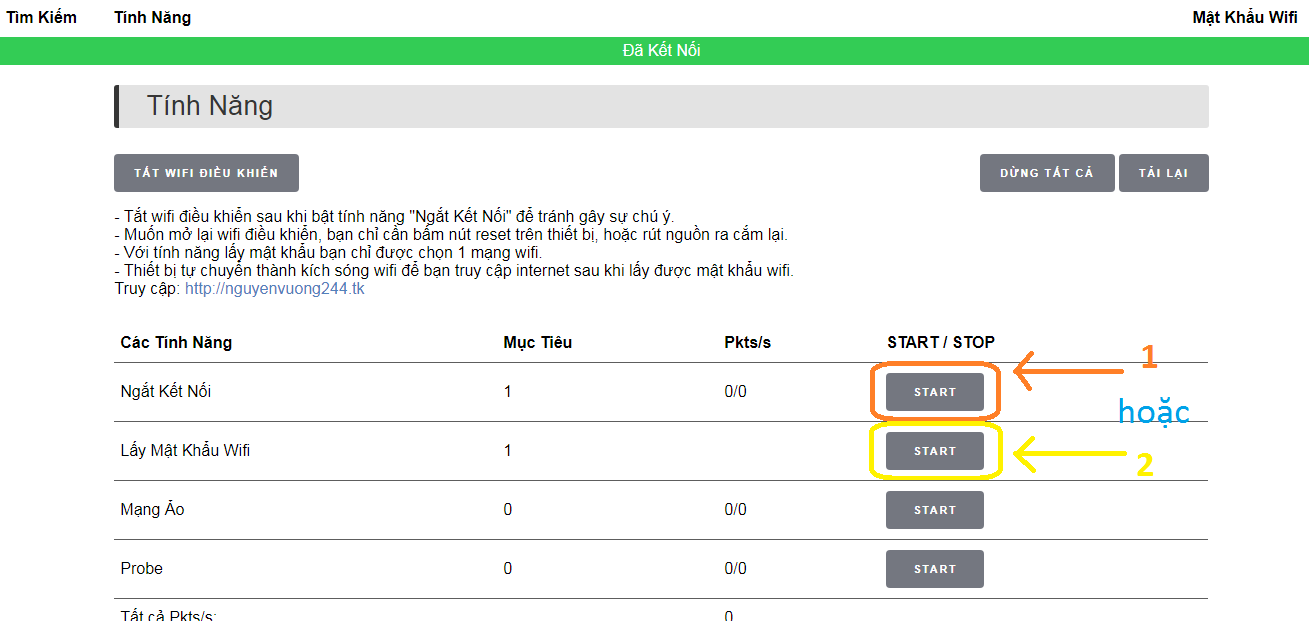 Tìm Kiếm Tính Năng Mật Khẩu Wifi
Đã Kết Nối
Tính Năng
TẮT WIFI ĐIỀU KHIỂN DỪNG TẤT CẢ TẢI LẠI
- Tắt wifi điều khiển sau khi bật tính năng "Ngắt Kết Nối" để tránh gây sự chú ý.
- Muốn mở lại wifi điều khiển, bạn chỉ cần bấm nút reset trên thiết bị, hoặc rút nguồn ra cắm lại.
- Với tính năng lấy mật khẩu bạn chỉ được chọn 1 mạng wifi.
- Thiết bị tự chuyển thành kích sóng wifi để bạn truy cập internet sau khi lấy được mật khẩu wifi.
Truy cập: http://nguyenvuong244.tk
Các Tính Năng Mục Tiêu Pkts/s START / STOP
1
Ngắt Kết Nối 1 0/0 START
hoặc
Lấy Mật Khẩu Wifi 1 START
2
Mạng Ảo 0 0/0 START
Probe 0 0/0 START
Tất cả Pkts/s: 0